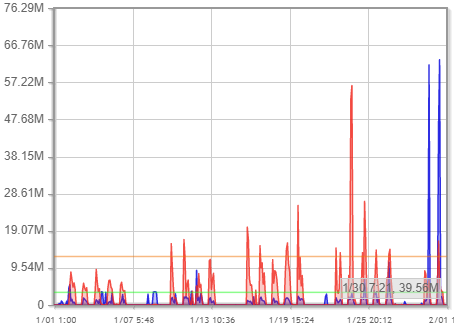 76.29M
66.76M
57.22M
47.68M
38.15M
28.61M
19.07M
9.54M
0
1/30 7:21, 39.56M
1/01 1:00 1/07 5:48 1/13 10:36 1/19 15:24 1/25 20:12 2/01 1